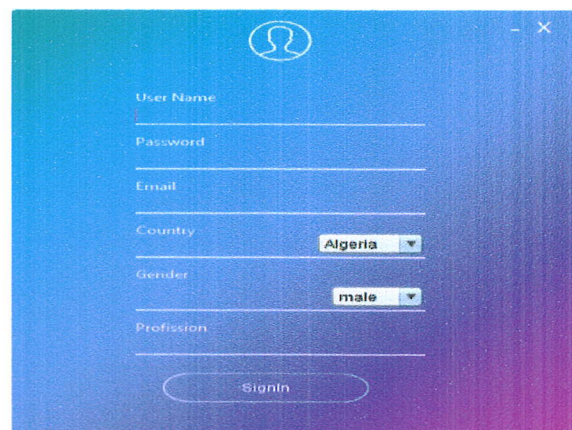 User Name
Password
Email
Country
Algeria
Gender
male
Profission
SignIn